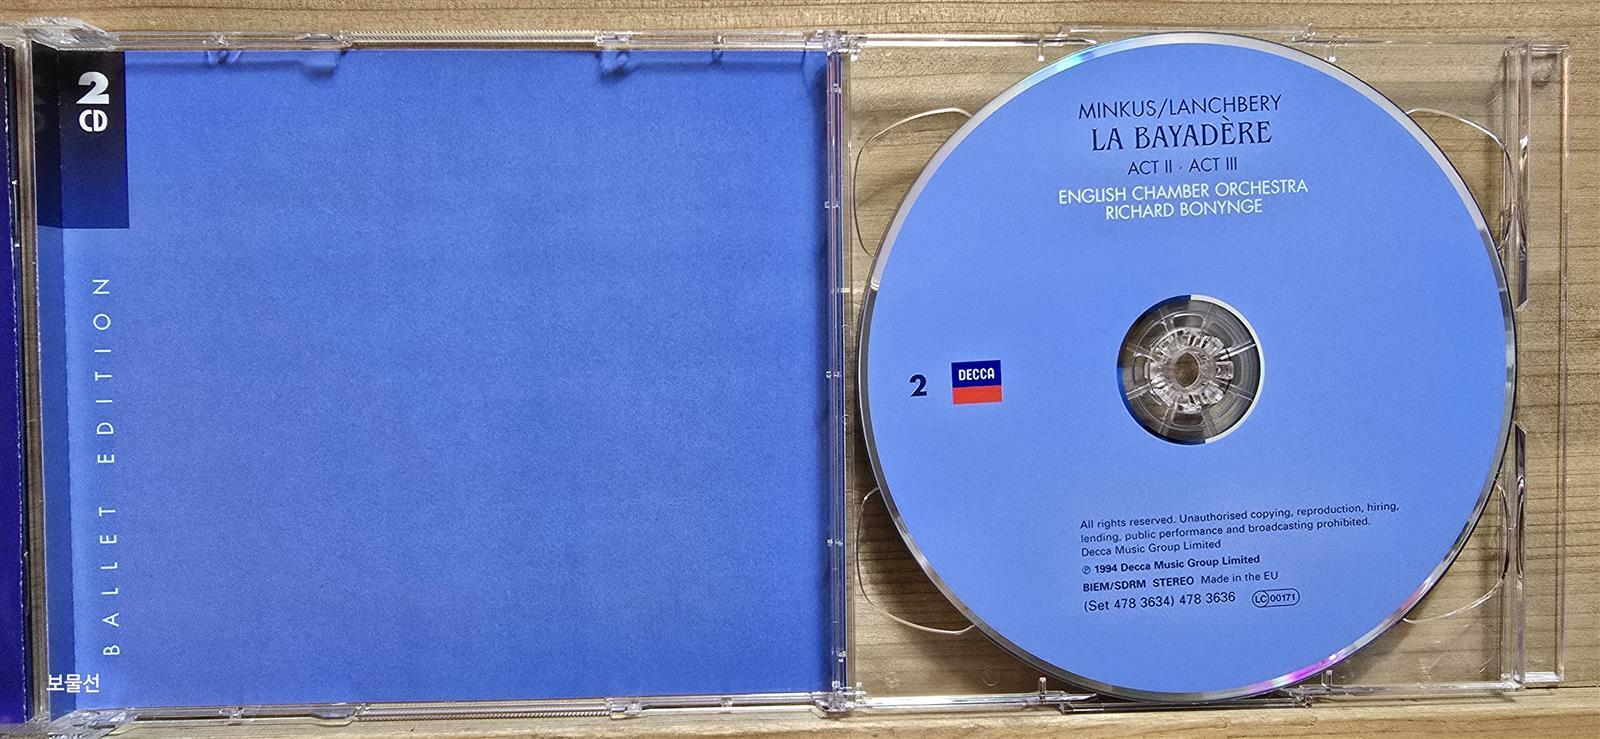 2
CD
BALLET EDITION
보물선
MINKUS/LANCHBERY
LA BAYADÈRE
ACT II · ACT III
ENGLISH CHAMBER ORCHESTRA
RICHARD BONYNGE
2
DECCA
All rights reserved. Unauthorised copying, reproduction, hiring,
lending, public performance and broadcasting prohibited.
Decca Music Group Limited
℗ 1994 Decca Music Group Limited
BIEM/SDRM STEREO Made in the EU
(Set 478 3634) 478 3636 LC 00171